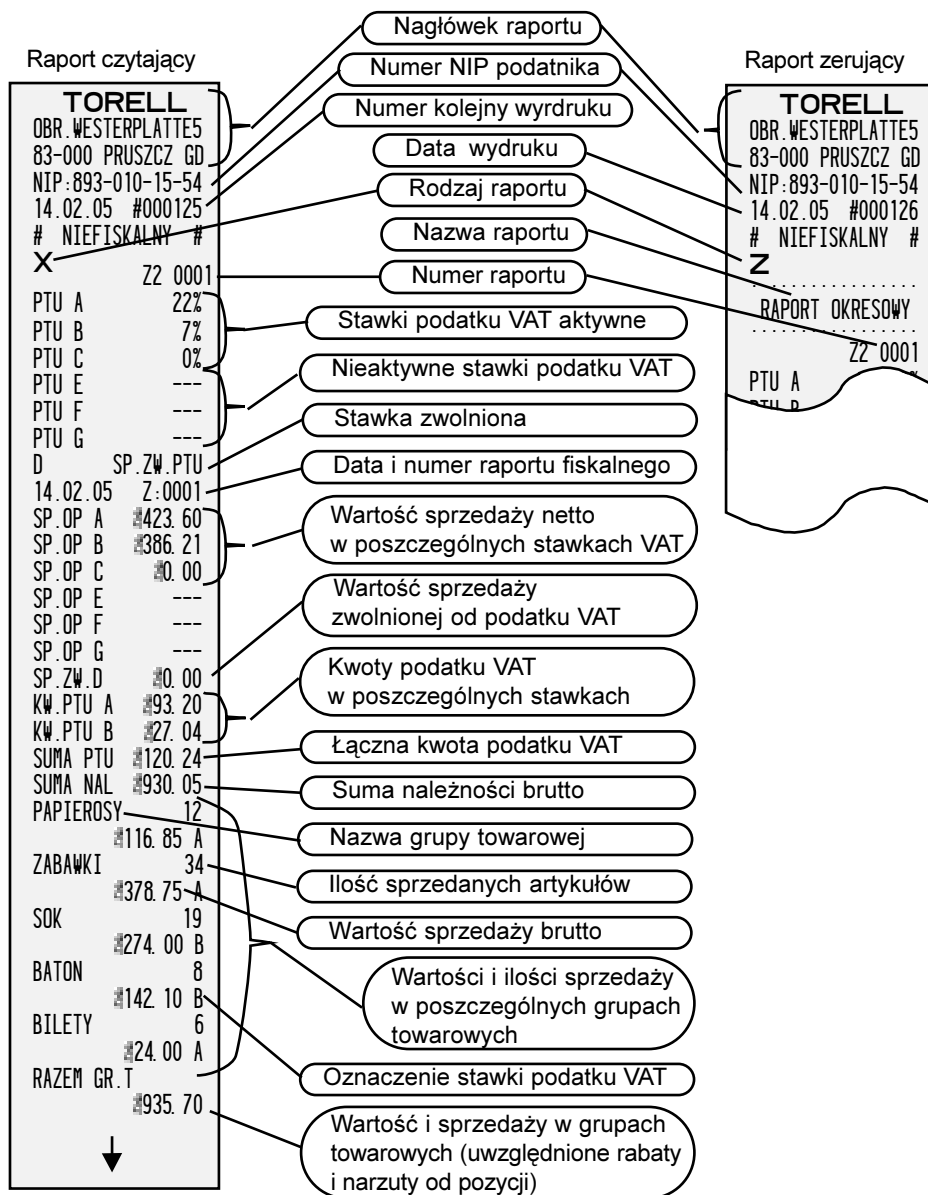 Raport czytający
TORELL
OBR.WESTERPLATTE5
83-000 PRUSZCZ GD
NIP:893-010-15-54
14.02.05 #000125
# NIEFISKALNY #
X
Z2 0001
PTU A 22%
PTU B 7%
PTU C 0%
PTU E ---
PTU F ---
PTU G ---
D SP.ZW.PTU
14.02.05 Z:0001
SP.OP A 423.60
SP.OP B 386.21
SP.OP C 0.00
SP.OP E ---
SP.OP F ---
SP.OP G ---
SP.ZW.D 0.00
KW.PTU A 93.20
KW.PTU B 27.04
SUMA PTU 120.24
SUMA NAL 930.05
PAPIEROSY 12
116.85 A
ZABAWKI 34
378.75 A
SOK 19
274.00 B
BATON 8
142.10 B
BILETY 6
24.00 A
RAZEM GR.T
935.70
Nagłówek raportu
Numer NIP podatnika
Numer kolejny wyrdruku
Data wydruku
Rodzaj raportu
Nazwa raportu
Numer raportu
Stawki podatku VAT aktywne
Nieaktywne stawki podatku VAT
Stawka zwolniona
Data i numer raportu fiskalnego
Wartość sprzedaży netto
w poszczególnych stawkach VAT
Wartość sprzedaży
zwolnionej od podatku VAT
Kwoty podatku VAT
w poszczególnych stawkach
Łączna kwota podatku VAT
Suma należności brutto
Nazwa grupy towarowej
Ilość sprzedanych artykułów
Wartość sprzedaży brutto
Wartości i ilości sprzedaży
w poszczególnych grupach
towarowych
Oznaczenie stawki podatku VAT
Wartość i sprzedaży w grupach
towarowych (uwzględnione rabaty
i narzuty od pozycji)
Raport zerujący
TORELL
OBR.WESTERPLATTE5
83-000 PRUSZCZ GD
NIP:893-010-15-54
14.02.05 #000126
# NIEFISKALNY #
Z
RAPORT OKRESOWY
Z2 0001
PTU A %